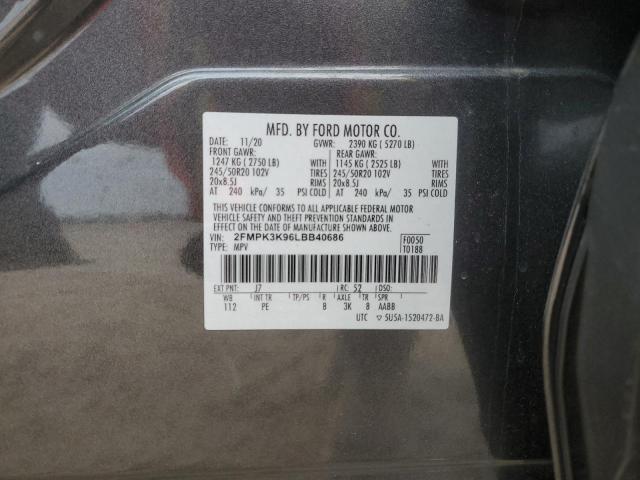 MFD. BY FORD MOTOR CO.
DATE: 11/20 GVWR: 2390 KG ( 5270 LB)
FRONT GAWR: REAR GAWR:
1247 KG ( 2750 LB) WITH 1145 KG ( 2525 LB) WITH
245/50R20 102V TIRES 245/50R20 102V TIRES
20x8.5J RIMS 20x8.5J RIMS
AT 240 kPa/ 35 PSI COLD AT 240 kPa/ 35 PSI COLD
THIS VEHICLE CONFORMS TO ALL APPLICABLE FEDERAL MOTOR
VEHICLE SAFETY AND THEFT PREVENTION STANDARDS IN
EFFECT ON THE DATE OF MANUFACTURE SHOWN ABOVE.
VIN: 2FMPK3K96LBB40686 F0050
TYPE: MPV T0188
EXT PNT: J7 RC: 52 DSO:
WB INT TR TP/PS R AXLE TR SPR
112 PE B 3K 8 AABB
UTC 5U5A-1520472-BA